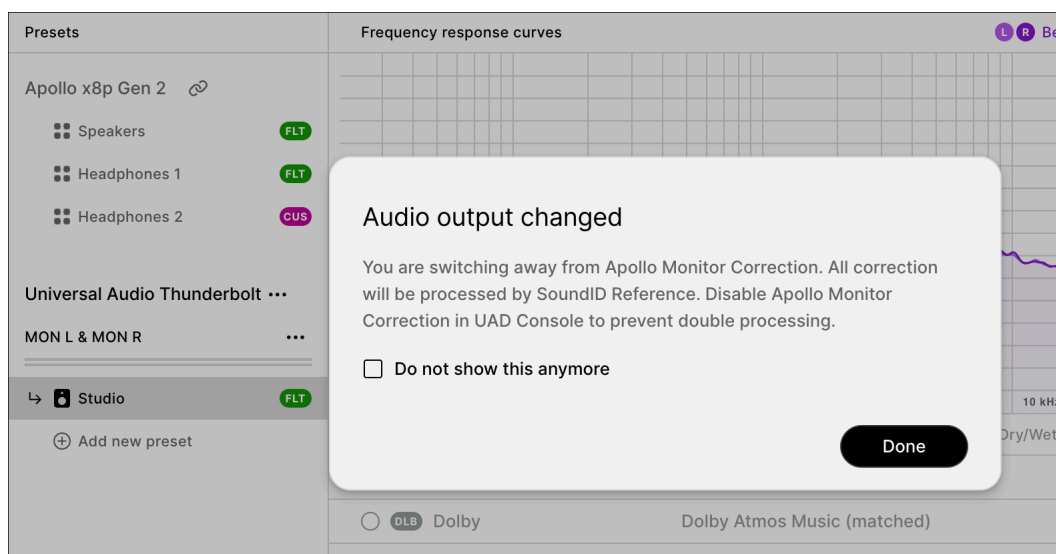 Presets
Frequency response curves
L R Be
Apollo x8p Gen 2
Speakers FLT
Headphones 1 FLT
Headphones 2 CUS
Universal Audio Thunderbolt •••
MON L & MON R •••
Studio FLT
Add new preset
Audio output changed
You are switching away from Apollo Monitor Correction. All correction
will be processed by SoundID Reference. Disable Apollo Monitor
Correction in UAD Console to prevent double processing.
Do not show this anymore
Done
10 kHz
Dry/Wet
DLB Dolby
Dolby Atmos Music (matched)